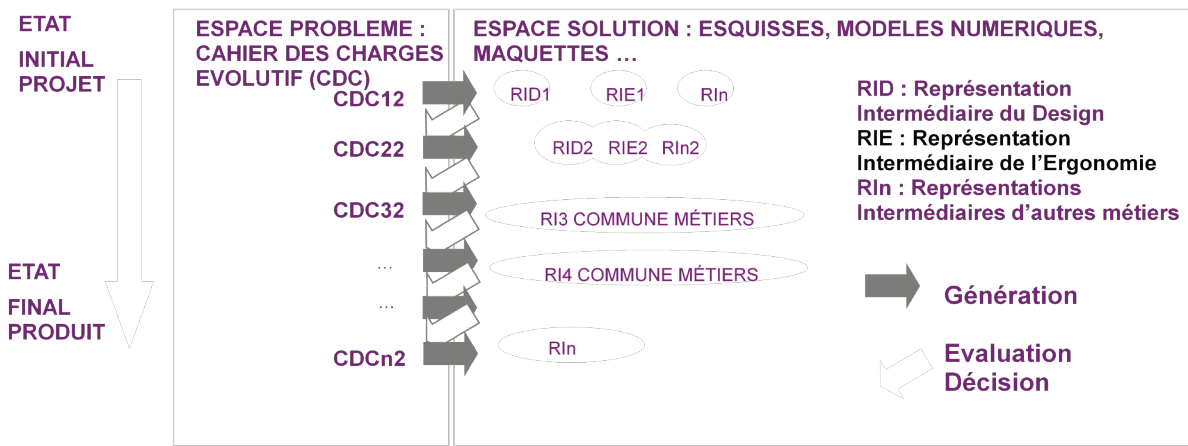 ETAT
INITIAL
PROJET
ETAT
FINAL
PRODUIT
ESPACE PROBLEME :
CAHIER DES CHARGES
EVOLUTIF (CDC)
CDC12
CDC22
CDC32
...
...
CDCn2
ESPACE SOLUTION : ESQUISSES, MODELES NUMERIQUES,
MAQUETTES ...
RID1 RIE1 RIn
RID2 RIE2 RIn2
RI3 COMMUNE MÉTIERS
RI4 COMMUNE MÉTIERS
RIn
RID : Représentation
Intermédiaire du Design
RIE : Représentation
Intermédiaire de l'Ergonomie
RIn : Représentations
Intermédiaires d'autres métiers
Génération
Evaluation
Décision